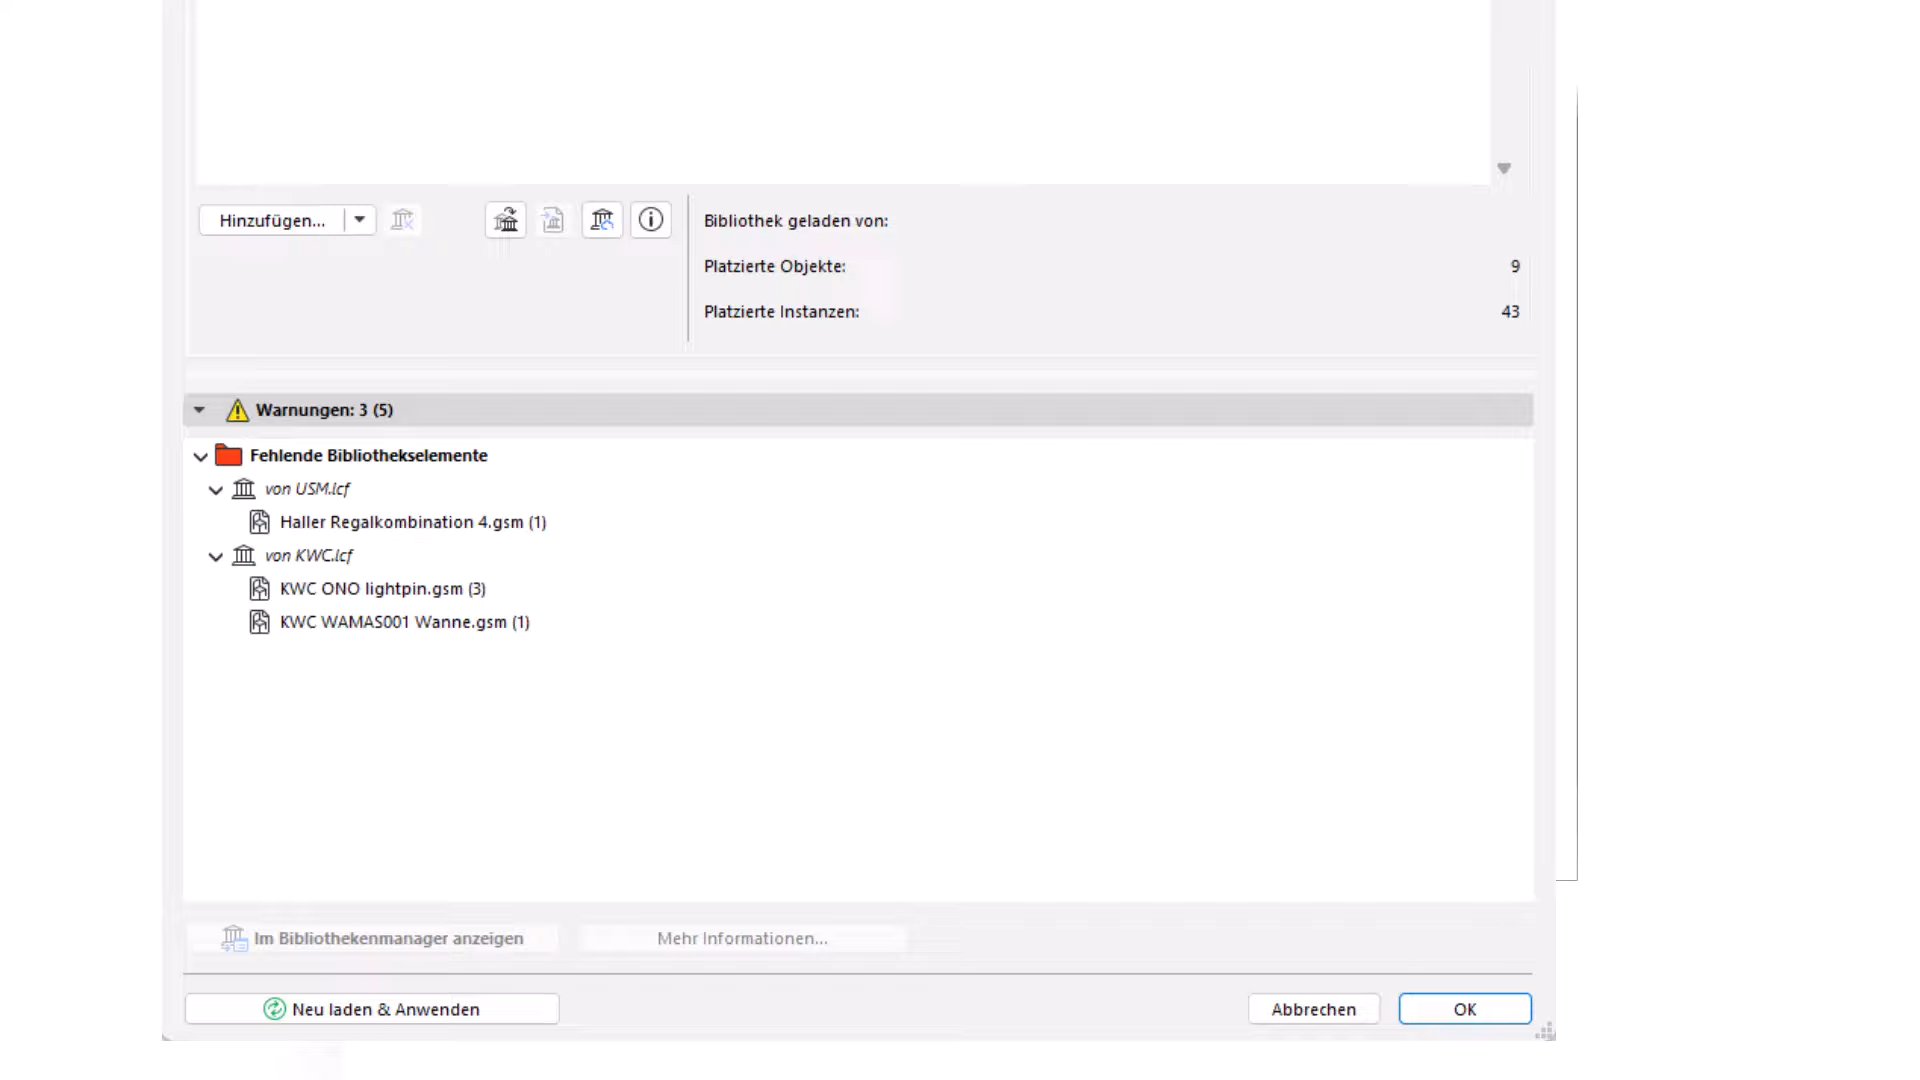 Hinzufügen...
Bibliothek geladen von:
Platzierte Objekte: 9
Platzierte Instanzen: 43
Warnungen: 3 (5)
Fehlende Bibliothekselemente
von USM.lcf
Haller Regalkombination 4.gsm (1)
von KWC.lcf
KWC ONO lightpin.gsm (3)
KWC WAMAS001 Wanne.gsm (1)
Im Bibliothekenmanager anzeigen
Mehr Informationen...
Neu laden & Anwenden
Abbrechen
OK